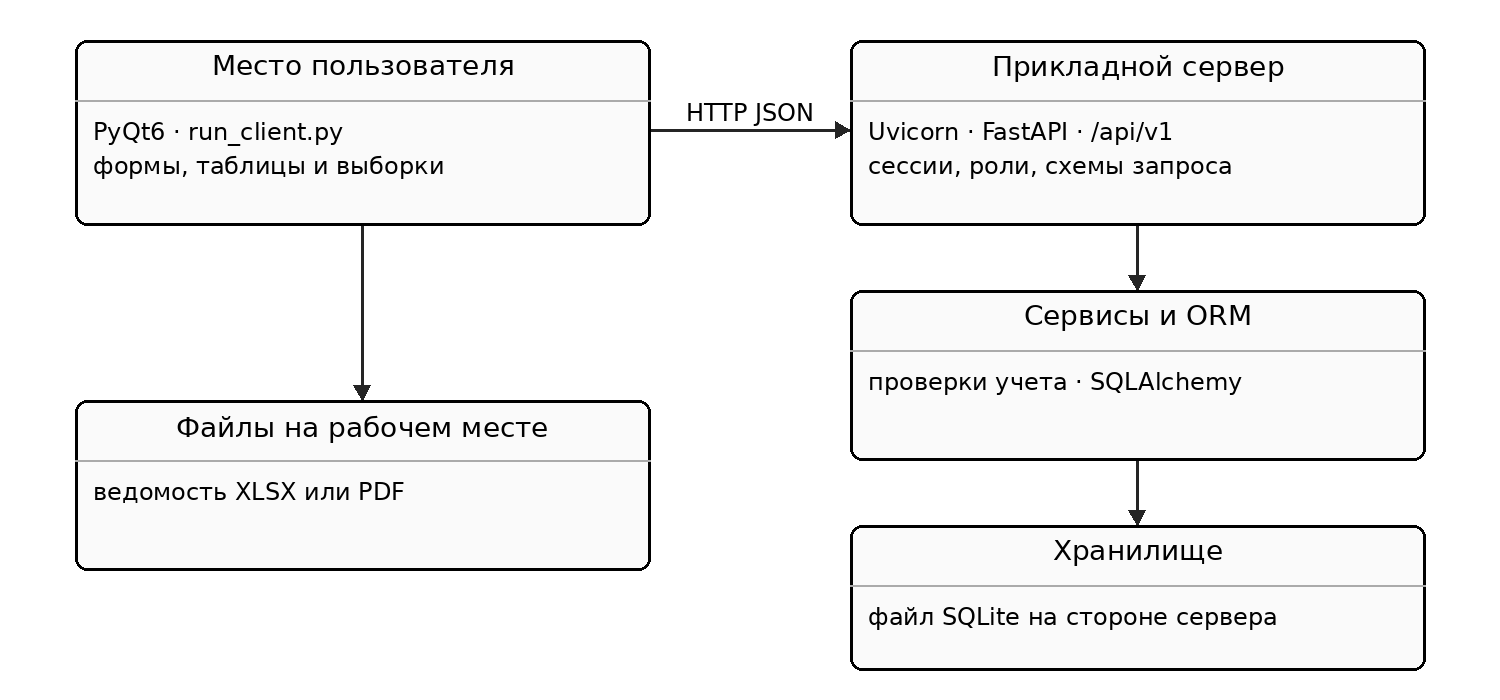 Место пользователя
PyQt6 · run_client.py
формы, таблицы и выборки
HTTP JSON
Прикладной сервер
Uvicorn · FastAPI · /api/v1
сессии, роли, схемы запроса
Сервисы и ORM
проверки учета · SQLAlchemy
Файлы на рабочем месте
ведомость XLSX или PDF
Хранилище
файл SQLite на стороне сервера